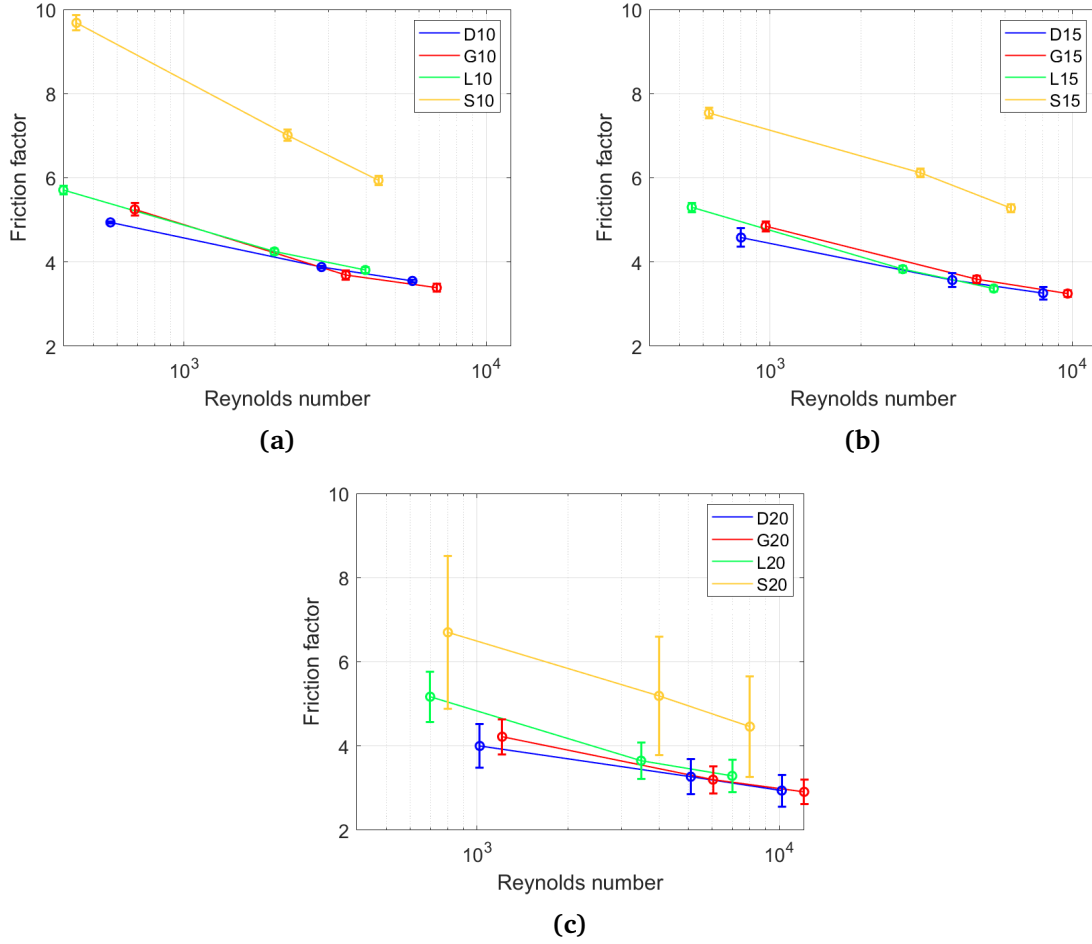 10
8
6
4
2
Friction factor
10³
10⁴
Reynolds number
D10
G10
L10
S10
(a)
10
8
6
4
2
Friction factor
10³
10⁴
Reynolds number
D15
G15
L15
S15
(b)
10
8
6
4
2
Friction factor
10³
10⁴
Reynolds number
D20
G20
L20
S20
(c)